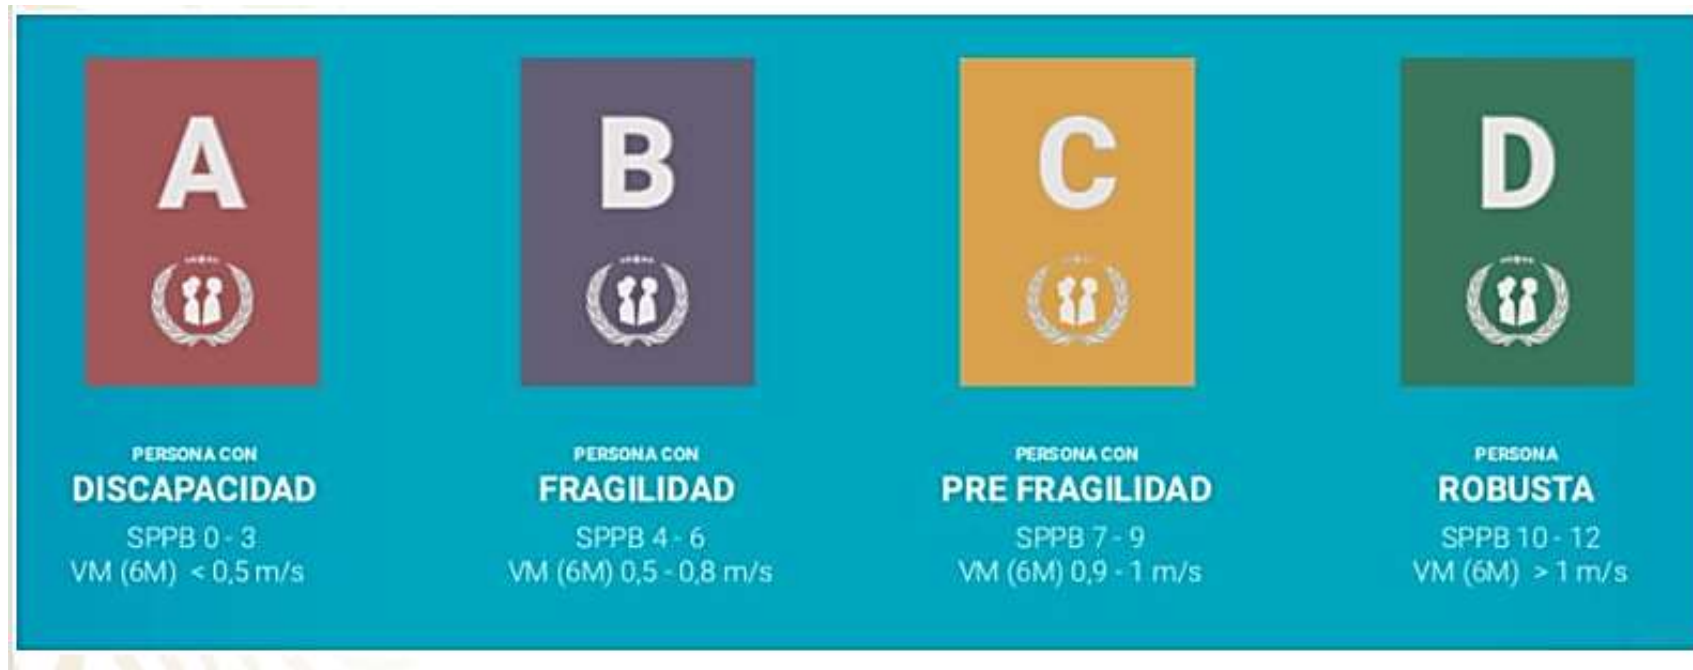 A
PERSONA CON
DISCAPACIDAD
SPPB 0 - 3
VM (6M) < 0,5 m/s
B
PERSONA CON
FRAGILIDAD
SPPB 4 - 6
VM (6M) 0,5 - 0,8 m/s
C
PERSONA CON
PRE FRAGILIDAD
SPPB 7 - 9
VM (6M) 0,9 - 1 m/s
D
PERSONA
ROBUSTA
SPPB 10 - 12
VM (6M) > 1 m/s